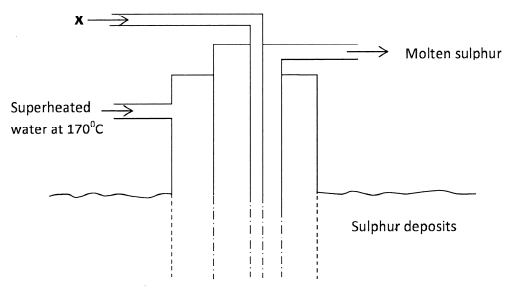 x
Molten sulphur
Superheated
water at 170⁰C
Sulphur deposits